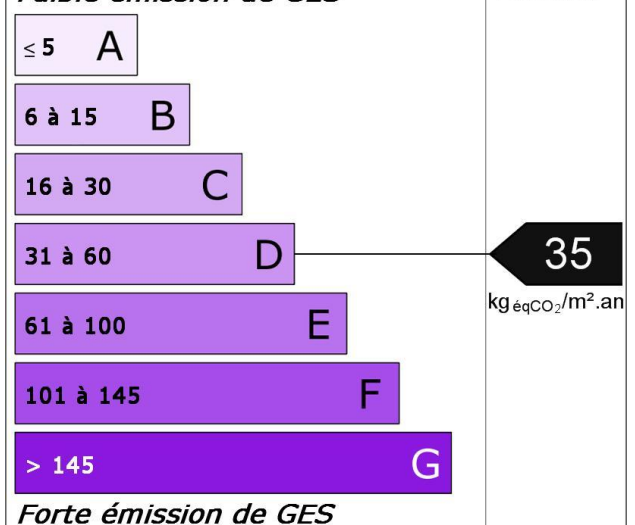 Faible émission de GES
≤ 5 A
6 à 15 B
16 à 30 C
31 à 60 D 35
kg éqCO₂/m².an
61 à 100 E
101 à 145 F
> 145 G
Forte émission de GES